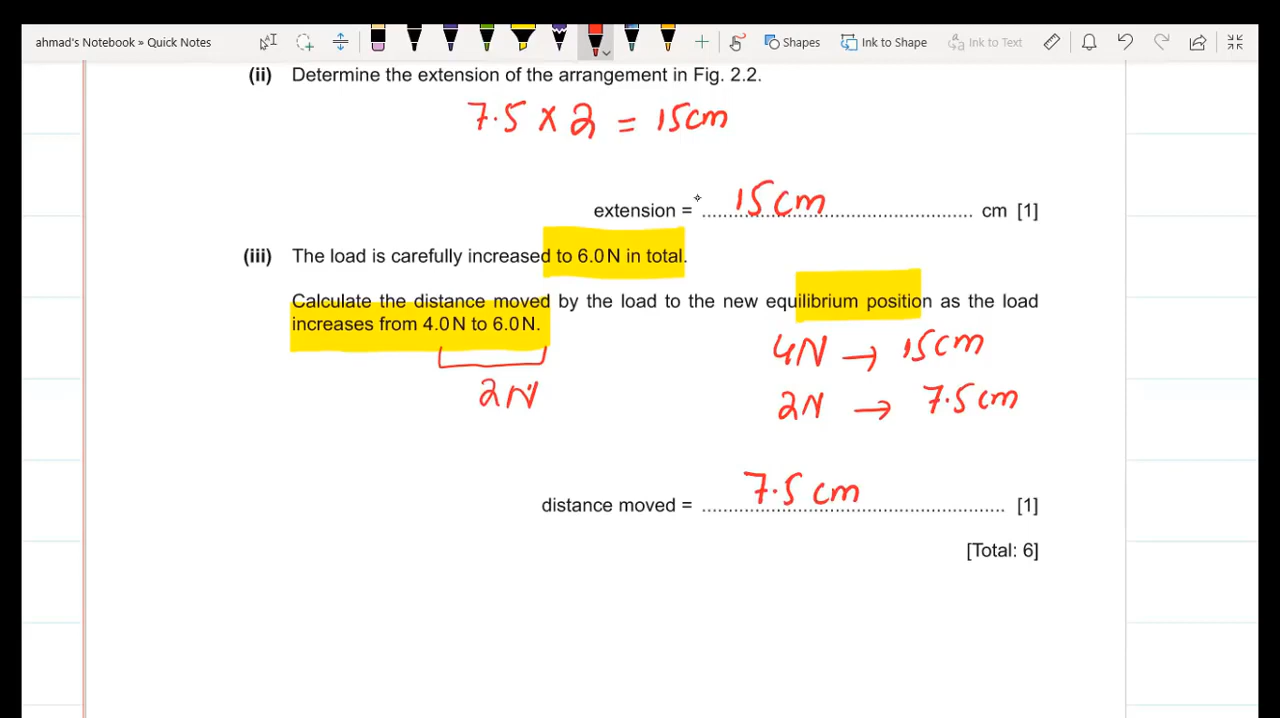 ahmad's Notebook » Quick Notes
Shapes
Ink to Shape
Ink to Text
(ii) Determine the extension of the arrangement in Fig. 2.2.
7.5 × 2 = 15cm
extension = 15cm cm [1]
(iii) The load is carefully increased to 6.0N in total.
Calculate the distance moved by the load to the new equilibrium position as the load
increases from 4.0N to 6.0N.
4N → 15cm
2N
2N → 7.5cm
distance moved = 7.5 cm [1]
[Total: 6]